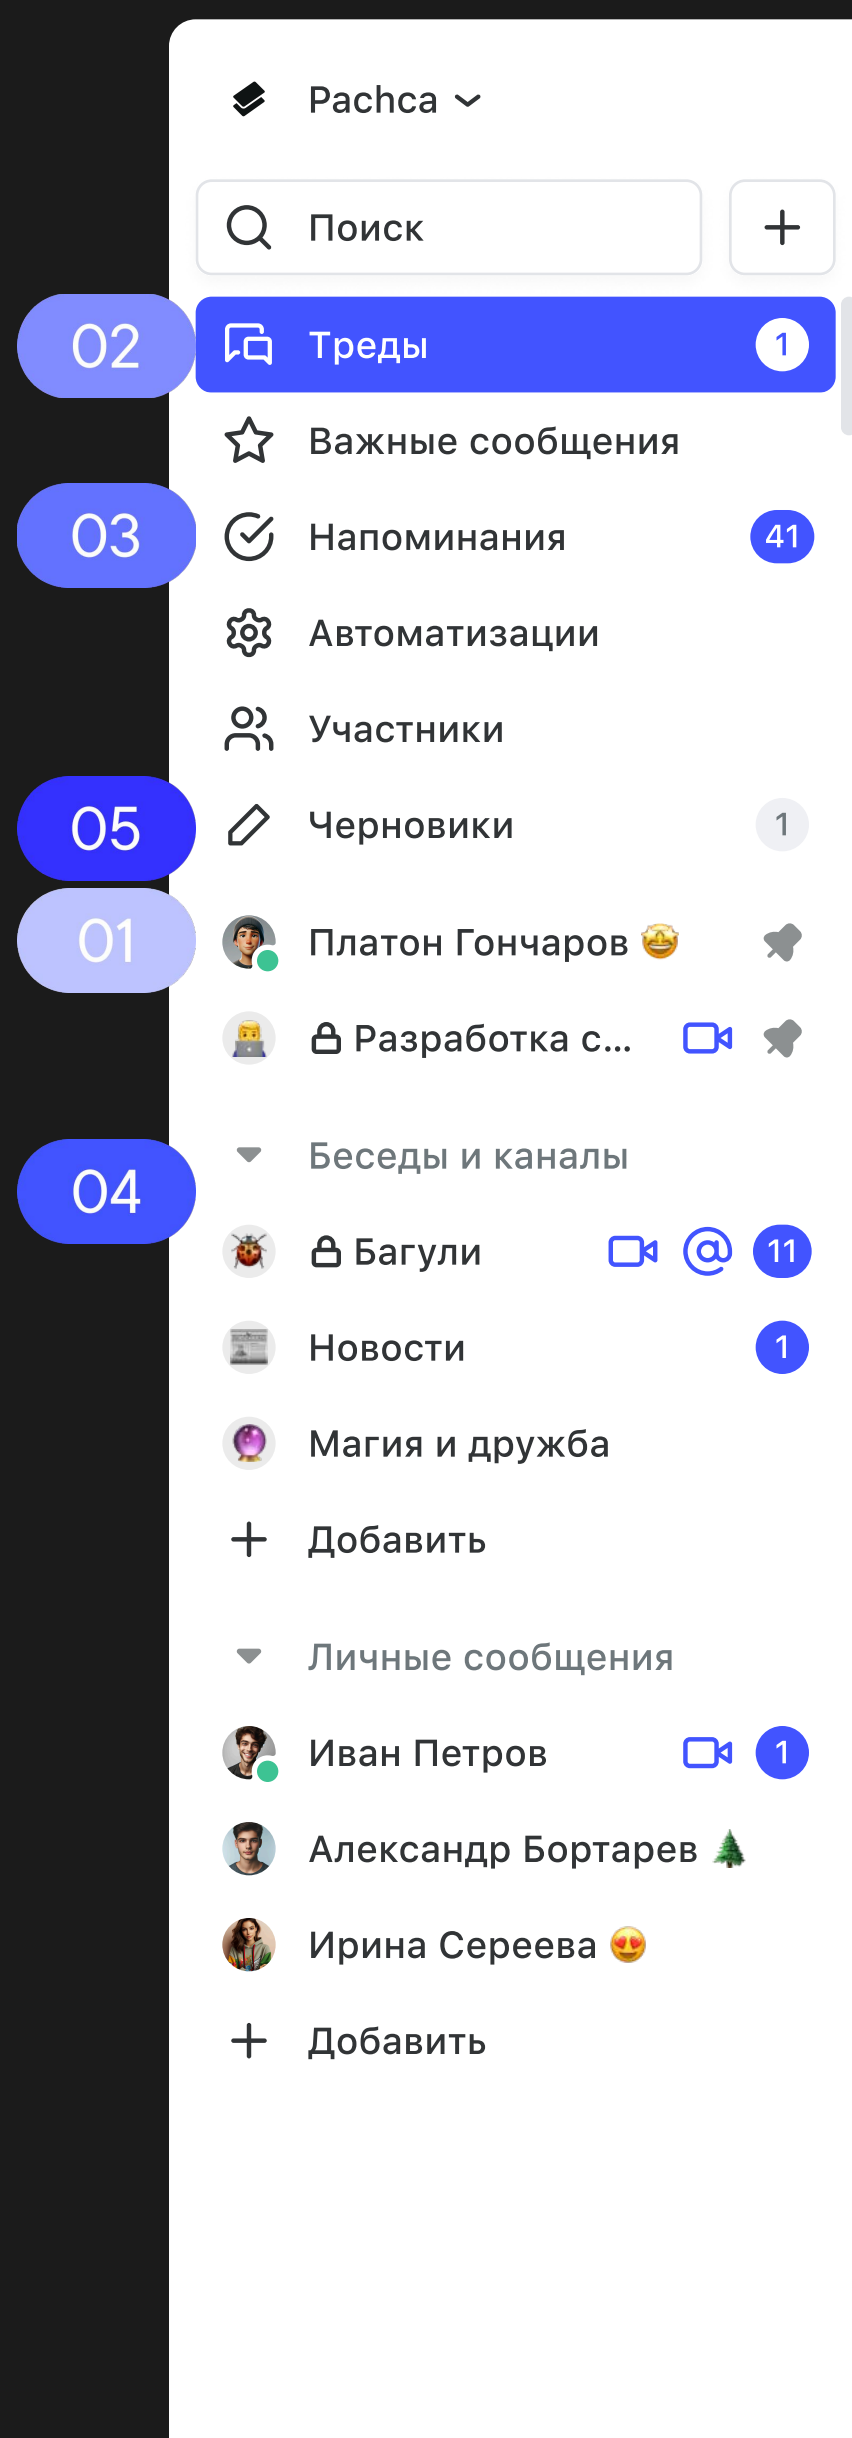 Pachca
Поиск
02 Треды 1
Важные сообщения
03 Напоминания 41
Автоматизации
Участники
05 Черновики 1
01 Платон Гончаров
Разработка с...
04 Беседы и каналы
Багули @ 11
Новости 1
Магия и дружба
Добавить
Личные сообщения
Иван Петров 1
Александр Бортарев
Ирина Сереева
Добавить